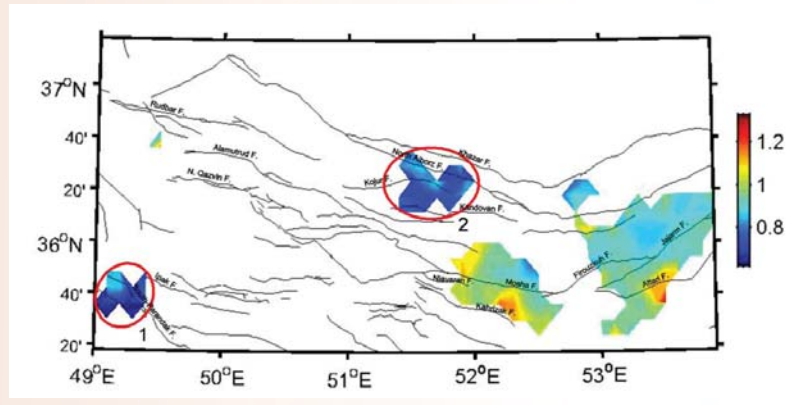 37°N
40'
20'
36°N
40'
20'
49°E
50°E
51°E
52°E
53°E
Rudbar F.
Alamutrud F.
N. Qazvin F.
Ipak F.
North Alborz F.
Khazar F.
Kojur F.
Kandovan F.
Mosha F.
Kahrizak F.
Firouzkuh F.
Jajarm F.
Attari F.
1
2
1.2
1
0.8